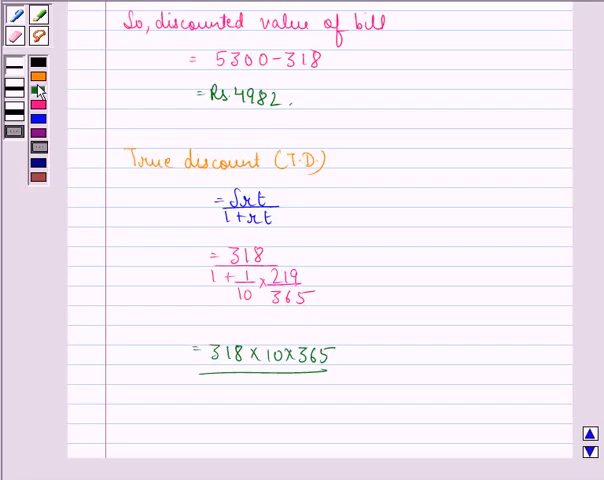 So, discounted value of bill
= 5300-318
= Rs. 4982.
True discount (T.D.)
= Srt
1 + rt
= 318
1 + 1 × 219
10 365
= 318 × 10 × 365